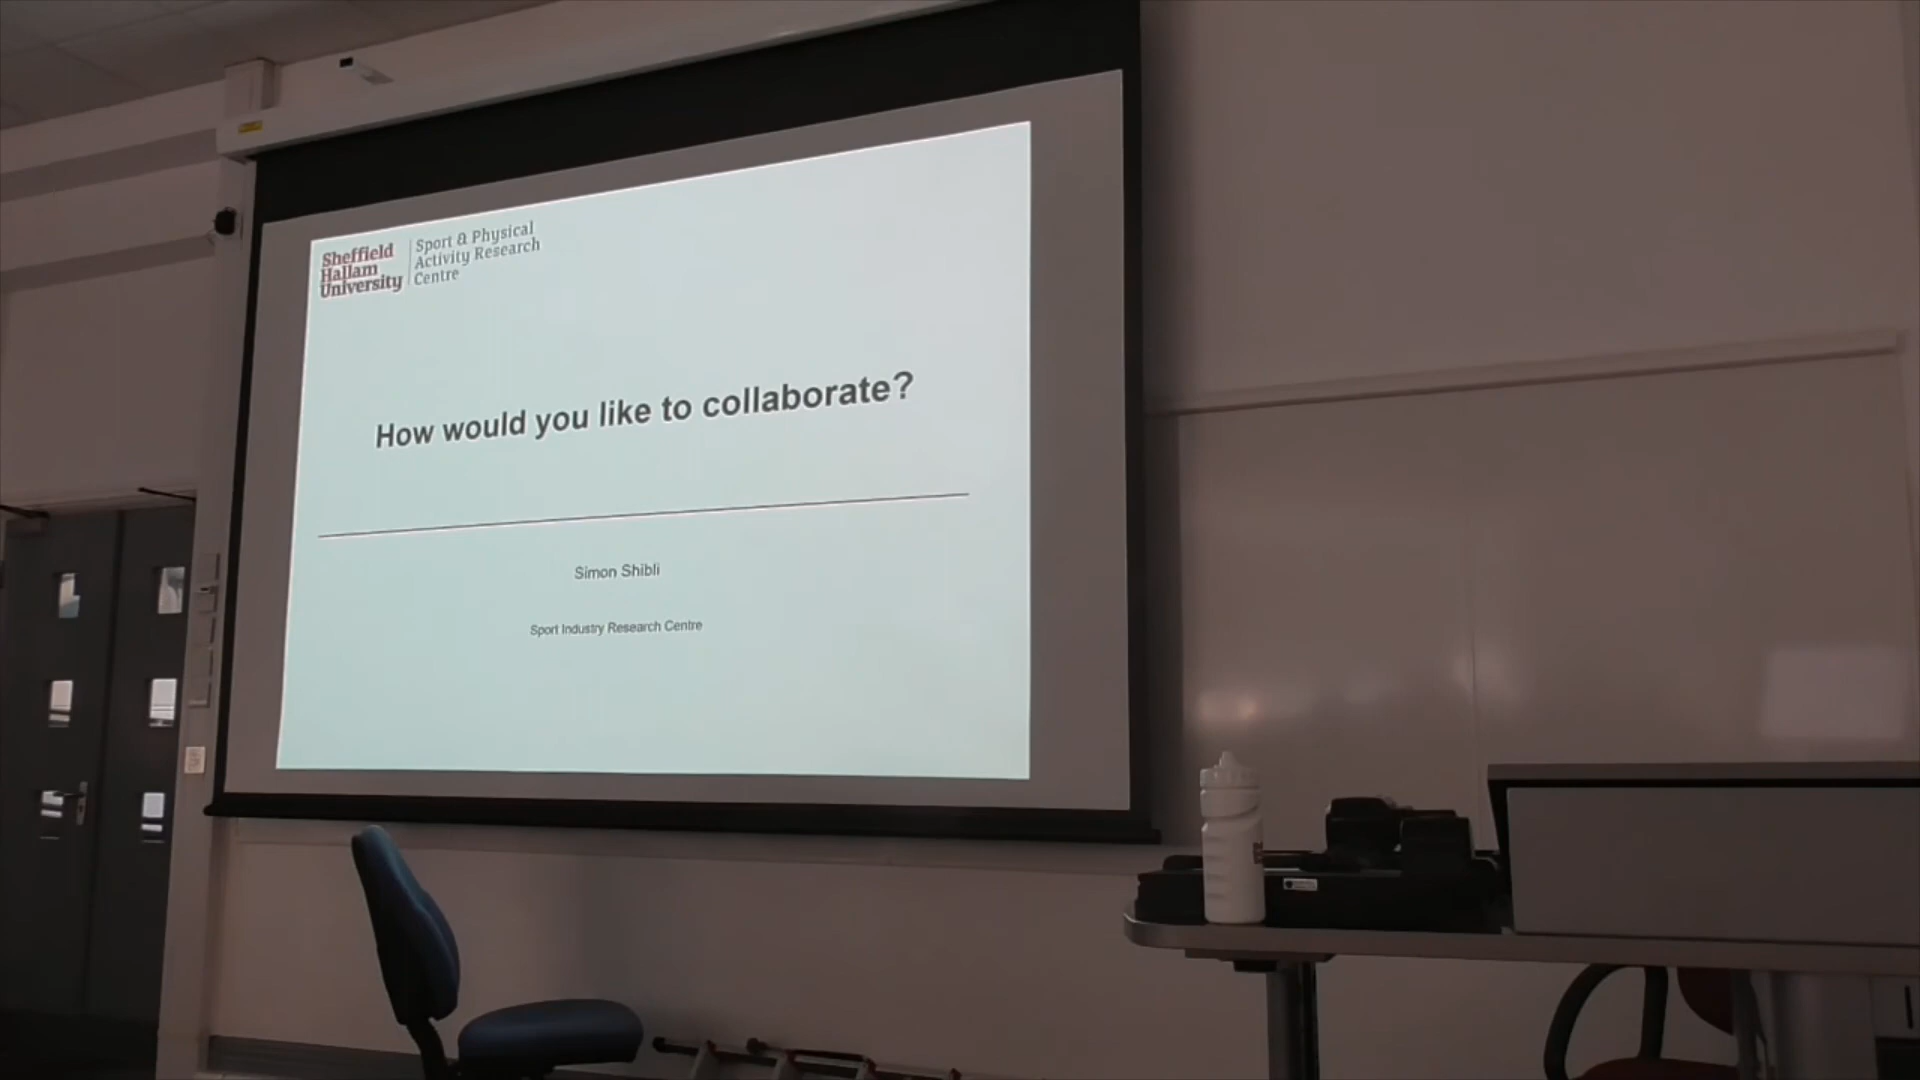 Sheffield
Hallam
University
Sport & Physical
Activity Research
Centre
How would you like to collaborate?
Simon Shibli
Sport Industry Research Centre